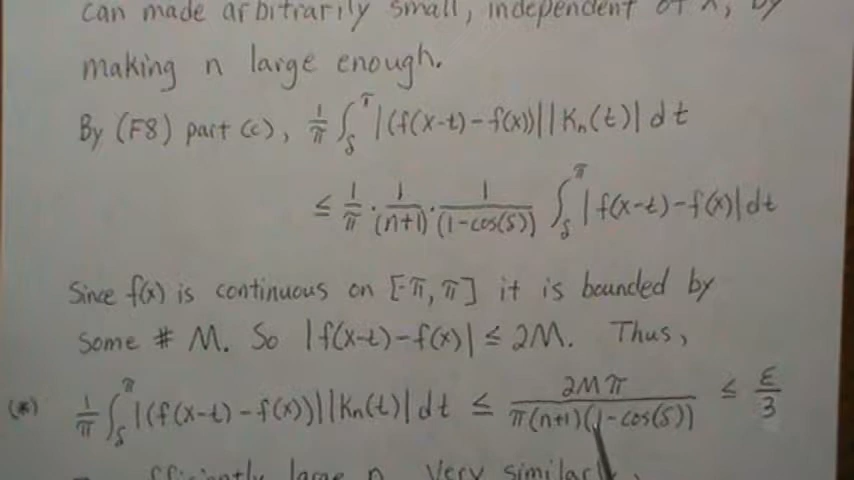 can made arbitrarily small, independent of x, by
making n large enough.
By (F8) part (c), 1/π ∫_δ^π |(f(x-t)-f(x))||K_n(t)| dt
≤ 1/π · 1/(n+1) · 1/(1-cos(δ)) ∫_δ^π |f(x-t)-f(x)|dt
Since f(x) is continuous on [-π, π] it is bounded by
some # M. So |f(x-t)-f(x)| ≤ 2M. Thus,
(*) 1/π ∫_δ^π |(f(x-t)-f(x))||K_n(t)| dt ≤ 2Mπ/(π(n+1)(1-cos(δ))) ≤ ε/3
large n. Very similarly,